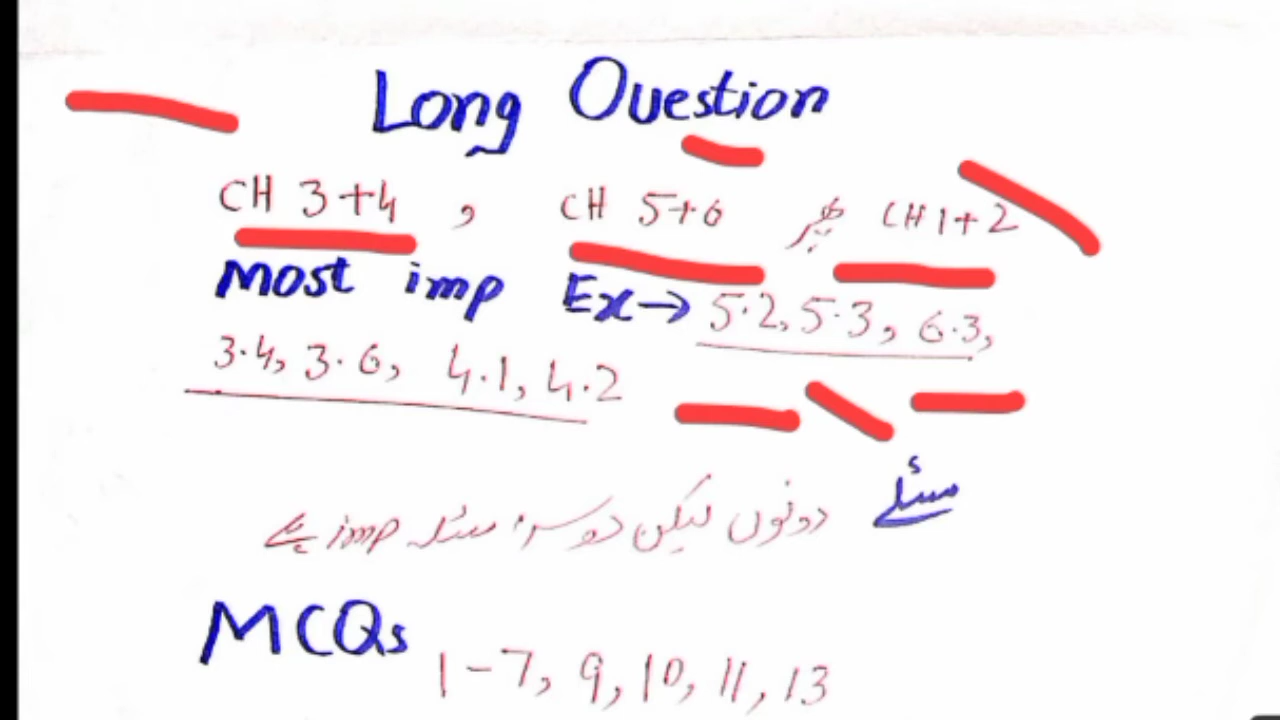 Long Question
CH 3+4 , CH 5+6 پھر CH 1+2
Most imp Ex→ 5.2, 5.3, 6.3,
3.4, 3.6, 4.1, 4.2
مسئلے دونوں لیکن دوسرا مسئلہ imp ہے
MCQs 1-7, 9, 10, 11, 13